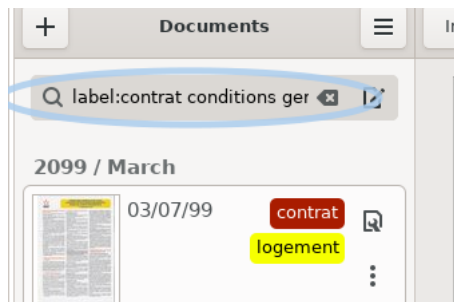 Documents
label:contrat conditions ger
2099 / March
03/07/99
contrat
logement